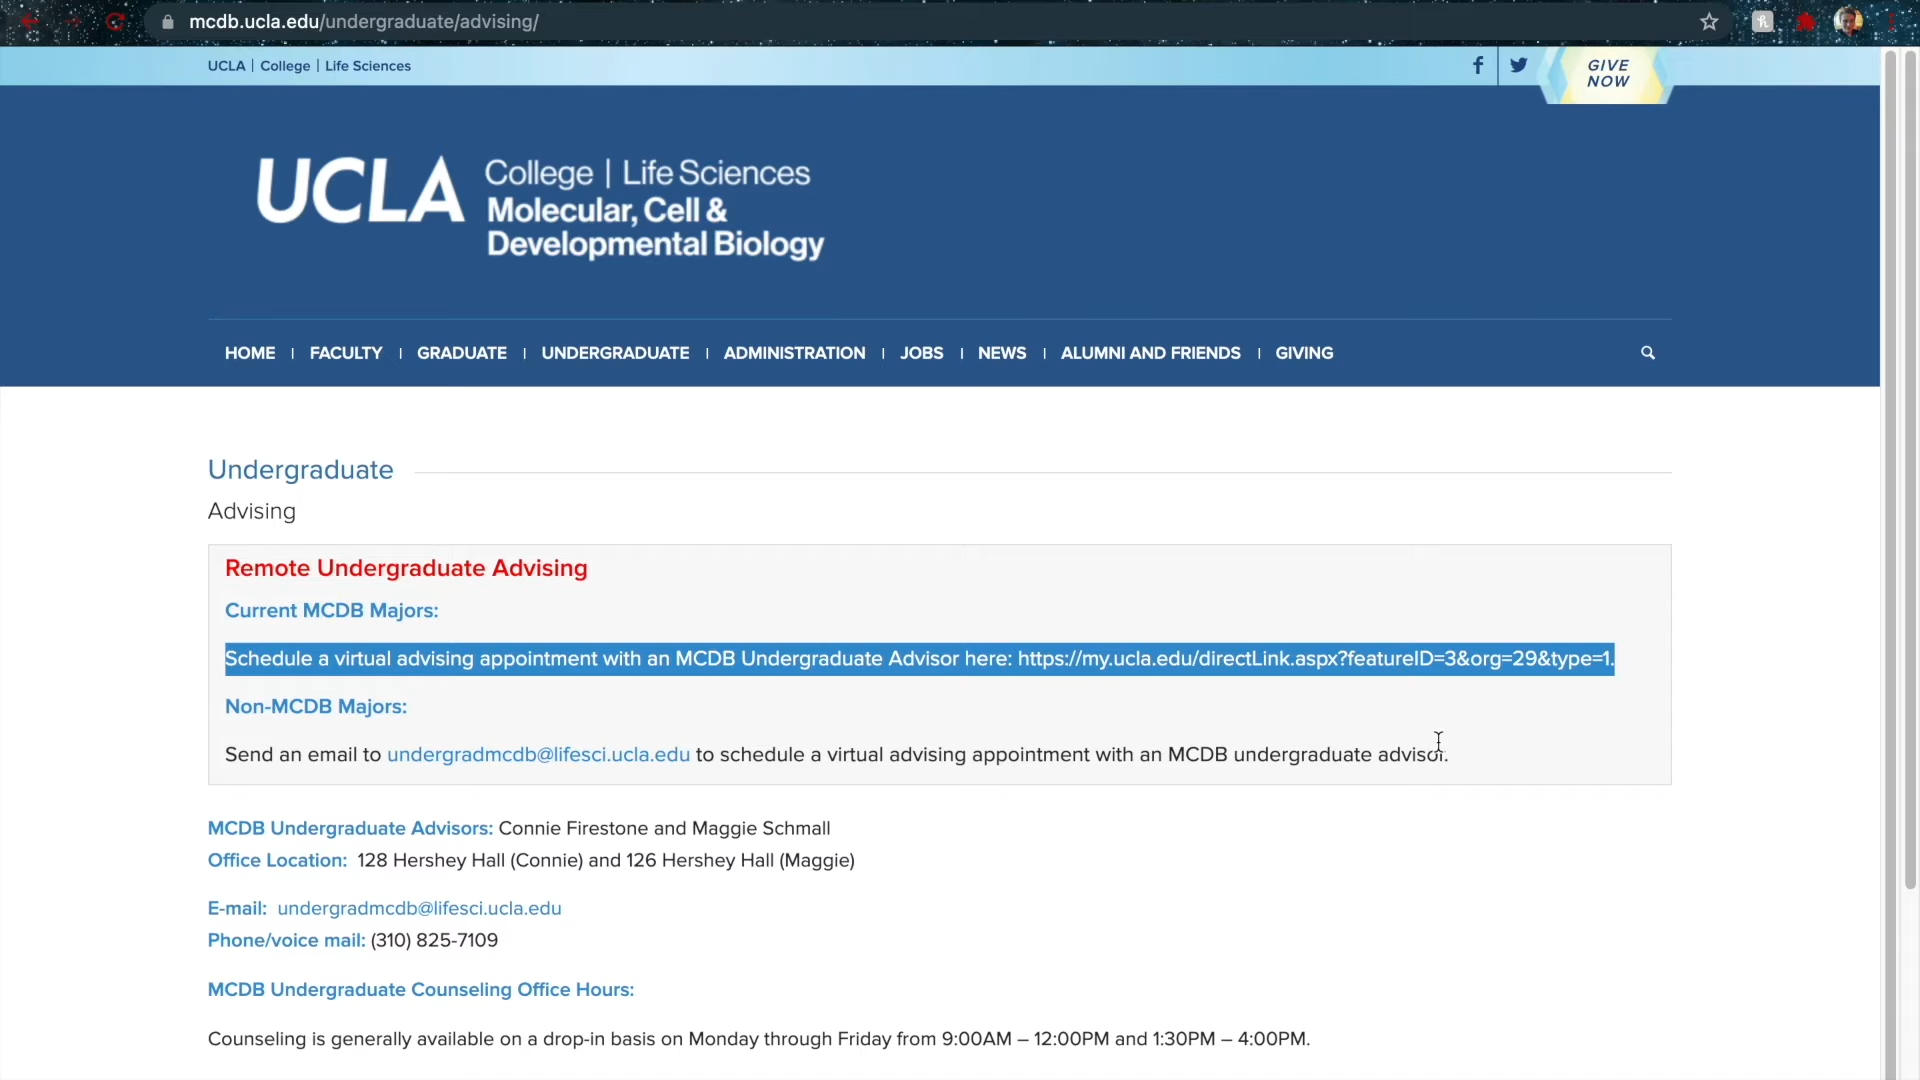 mcdb.ucla.edu/undergraduate/advising/
UCLA | College | Life Sciences
GIVE
NOW
UCLA College | Life Sciences
Molecular, Cell &
Developmental Biology
HOME | FACULTY | GRADUATE | UNDERGRADUATE | ADMINISTRATION | JOBS | NEWS | ALUMNI AND FRIENDS | GIVING
Undergraduate
Advising
Remote Undergraduate Advising
Current MCDB Majors:
Schedule a virtual advising appointment with an MCDB Undergraduate Advisor here: https://my.ucla.edu/directLink.aspx?featureID=3&org=29&type=1.
Non-MCDB Majors:
Send an email to undergradmcdb@lifesci.ucla.edu to schedule a virtual advising appointment with an MCDB undergraduate advisor.
MCDB Undergraduate Advisors: Connie Firestone and Maggie Schmall
Office Location: 128 Hershey Hall (Connie) and 126 Hershey Hall (Maggie)
E-mail: undergradmcdb@lifesci.ucla.edu
Phone/voice mail: (310) 825-7109
MCDB Undergraduate Counseling Office Hours:
Counseling is generally available on a drop-in basis on Monday through Friday from 9:00AM – 12:00PM and 1:30PM – 4:00PM.